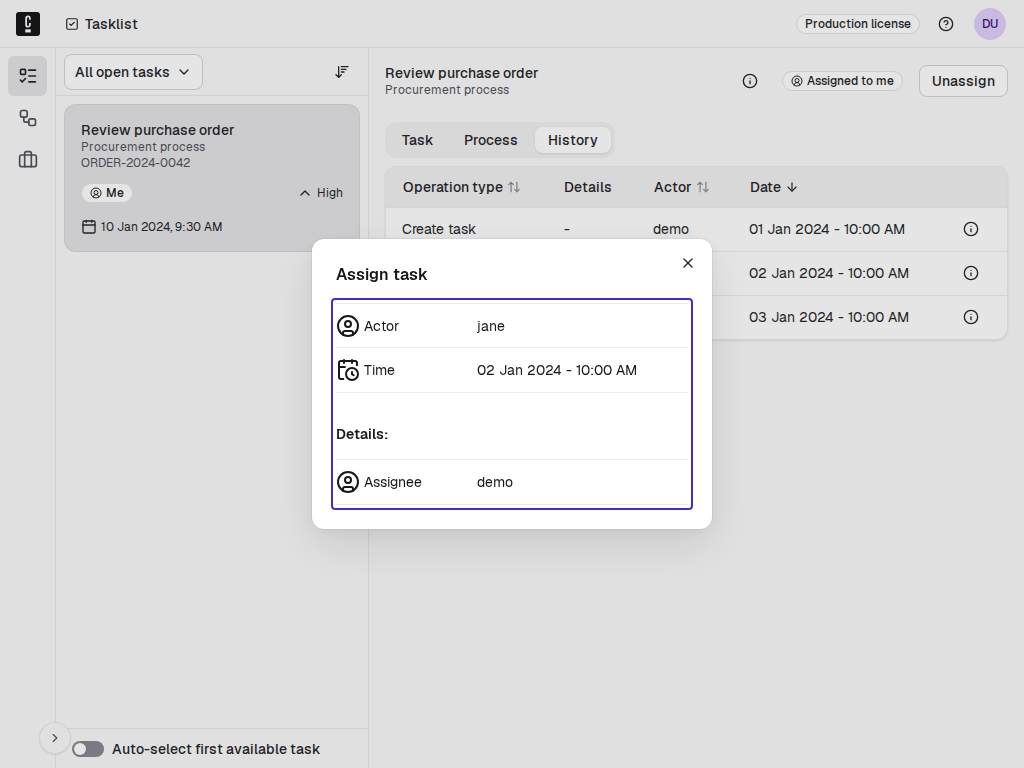 Tasklist
Production license
DU
All open tasks
Review purchase order
Procurement process
ORDER-2024-0042
Me
High
10 Jan 2024, 9:30 AM
Auto-select first available task
Review purchase order
Procurement process
Assigned to me
Unassign
Task
Process
History
Operation type
Details
Actor
Date
Create task
-
demo
01 Jan 2024 - 10:00 AM
02 Jan 2024 - 10:00 AM
03 Jan 2024 - 10:00 AM
Assign task
Actor
jane
Time
02 Jan 2024 - 10:00 AM
Details:
Assignee
demo